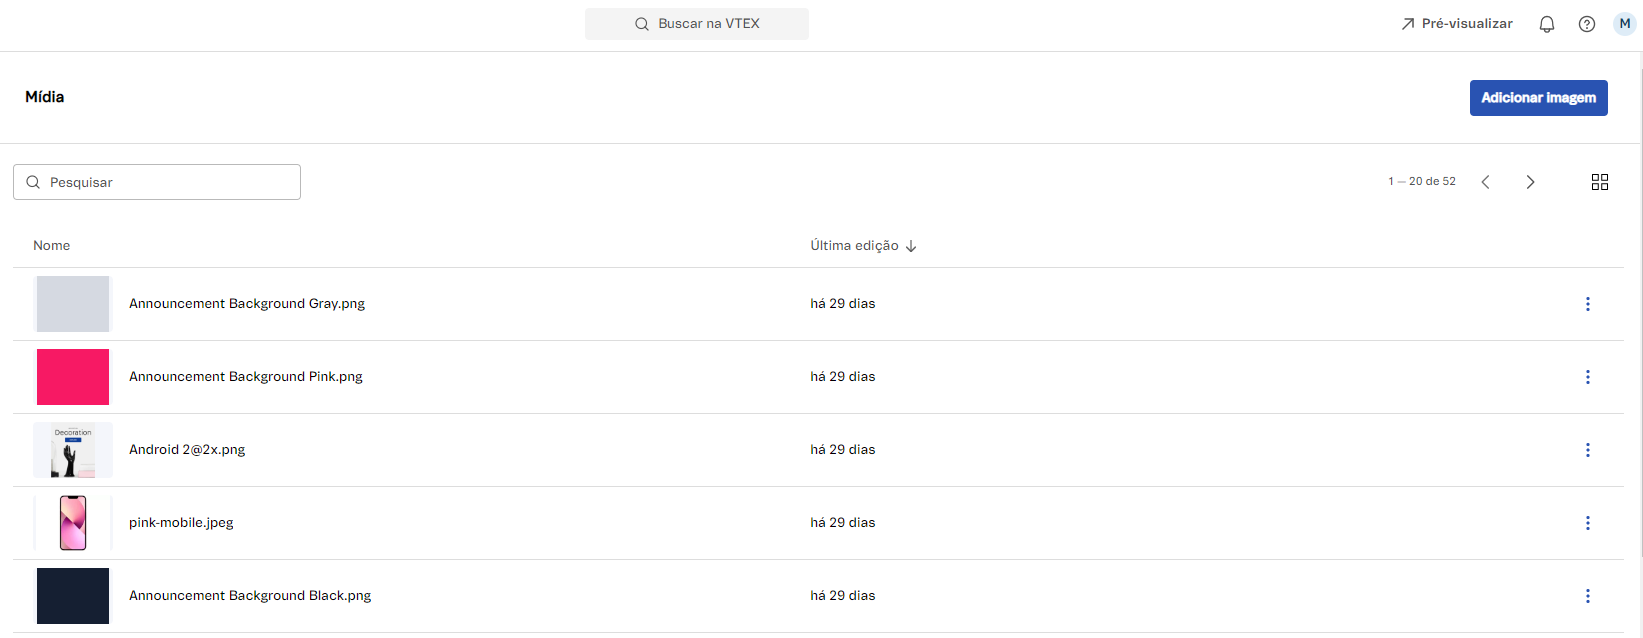 Buscar na VTEX
Pré-visualizar
M
Mídia
Adicionar imagem
Pesquisar
1 — 20 de 52
Nome
Última edição
Announcement Background Gray.png
há 29 dias
Announcement Background Pink.png
há 29 dias
Decoration
Android 2@2x.png
há 29 dias
pink-mobile.jpeg
há 29 dias
Announcement Background Black.png
há 29 dias